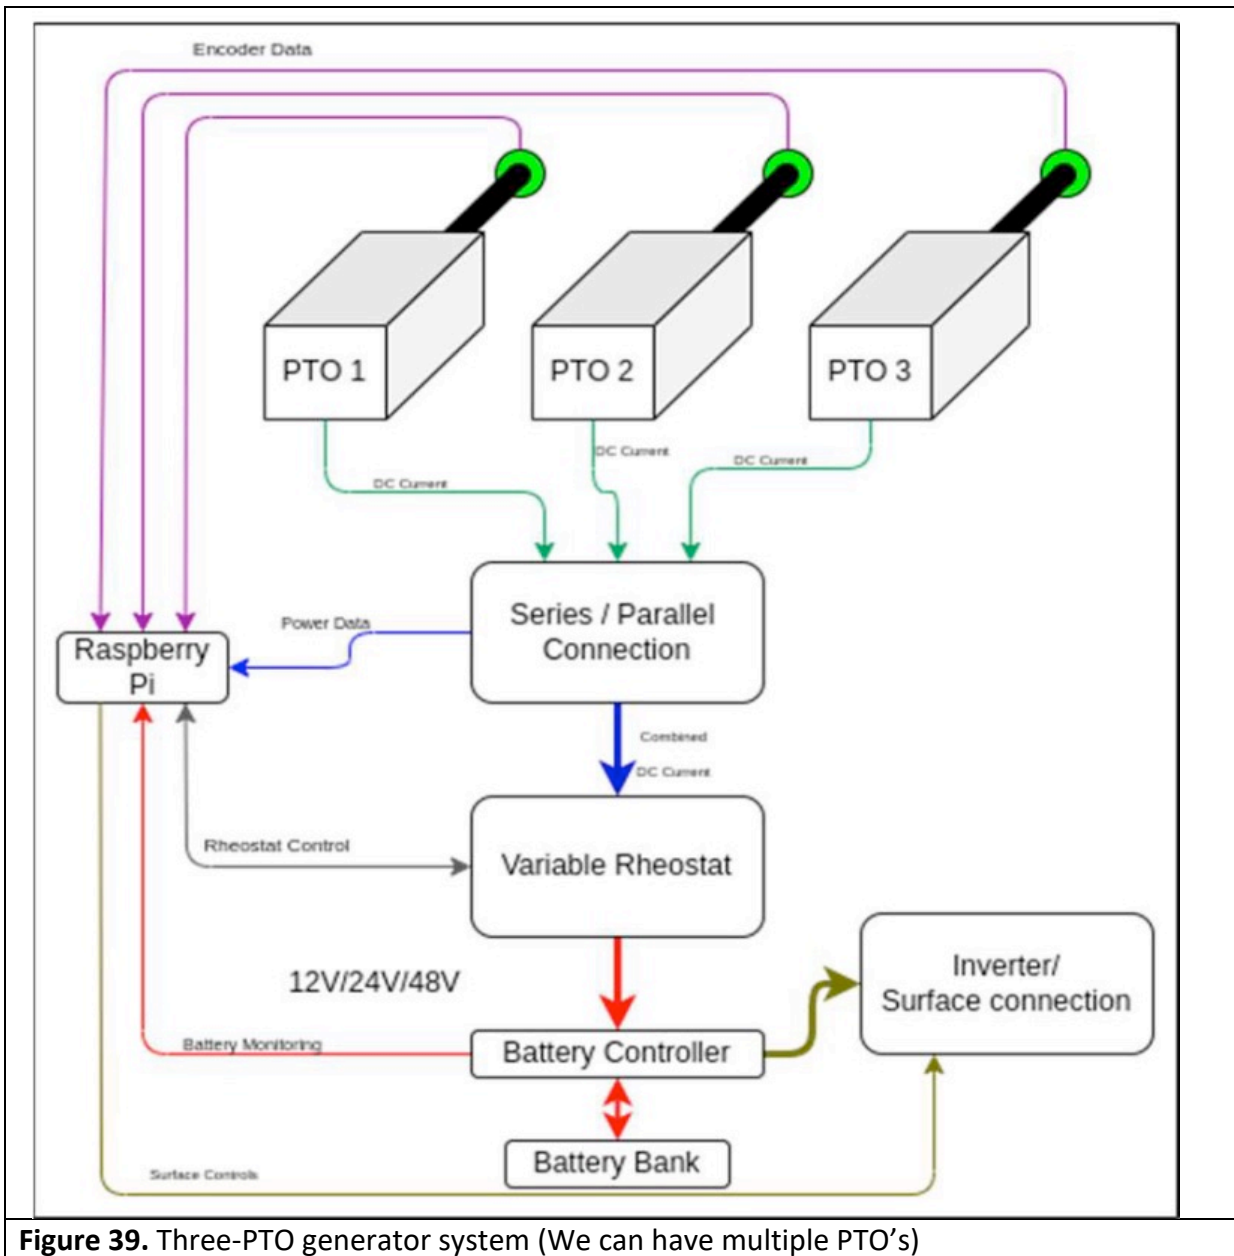 Encoder Data
PTO 1
PTO 2
PTO 3
DC Current
DC Current
DC Current
Series / Parallel
Connection
Power Data
Raspberry
Pi
Combined
DC Current
Rheostat Control
Variable Rheostat
12V/24V/48V
Inverter/
Surface connection
Battery Monitoring
Battery Controller
Battery Bank
Surface Controls
Figure 39. Three-PTO generator system (We can have multiple PTO’s)